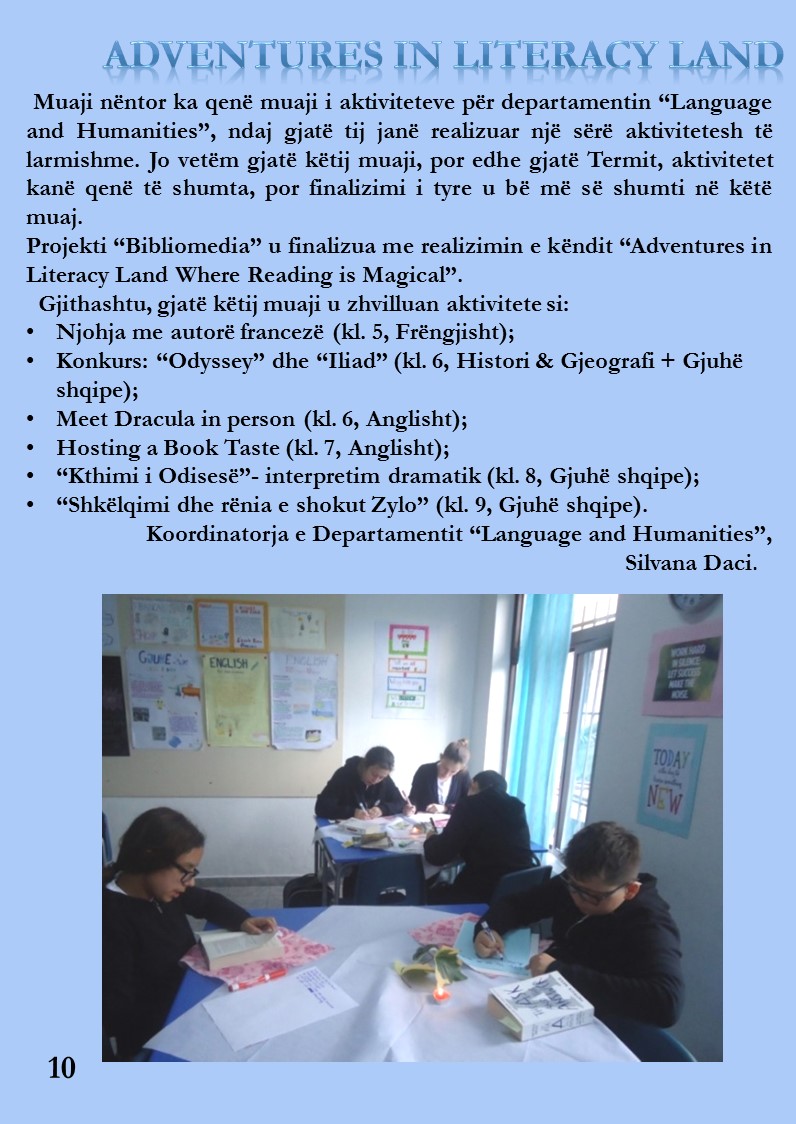 ADVENTURES IN LITERACY LAND
Muaji nëntor ka qenë muaji i aktiviteteve për departamentin “Language
and Humanities”, ndaj gjatë tij janë realizuar një sërë aktivitetesh të
larmishme. Jo vetëm gjatë këtij muaji, por edhe gjatë Termit, aktivitetet
kanë qenë të shumta, por finalizimi i tyre u bë më së shumti në këtë
muaj.
Projekti “Bibliomedia” u finalizua me realizimin e këndit “Adventures in
Literacy Land Where Reading is Magical”.
Gjithashtu, gjatë këtij muaji u zhvilluan aktivitete si:
• Njohja me autorë francezë (kl. 5, Frëngjisht);
• Konkurs: “Odyssey” dhe “Iliad” (kl. 6, Histori & Gjeografi + Gjuhë
shqipe);
• Meet Dracula in person (kl. 6, Anglisht);
• Hosting a Book Taste (kl. 7, Anglisht);
• “Kthimi i Odisesë”- interpretim dramatik (kl. 8, Gjuhë shqipe);
• “Shkëlqimi dhe rënia e shokut Zylo” (kl. 9, Gjuhë shqipe).
Koordinatorja e Departamentit “Language and Humanities”,
Silvana Daci.
GJUHË
ENGLISH
ENGLISH
WORK HARD
IN SILENCE
LET SUCCESS
MAKE THE
NOISE
TODAY
NEW
10